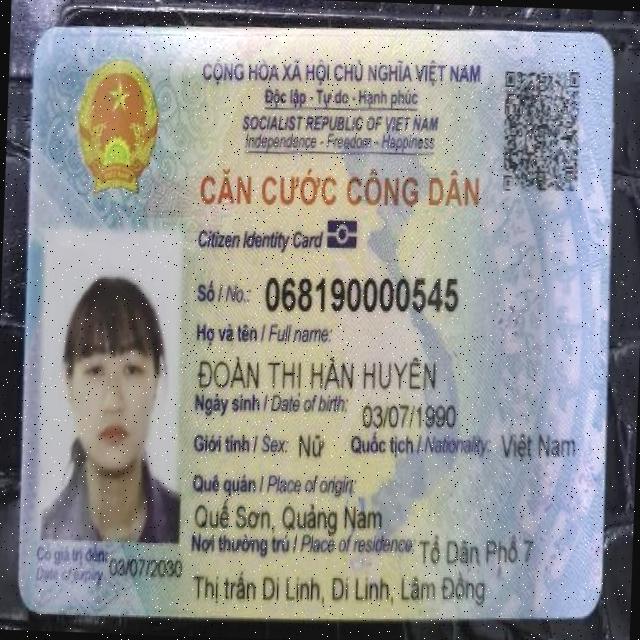 CỘNG HÒA XÃ HỘI CHỦ NGHĨA VIỆT NAM
Độc lập - Tự do - Hạnh phúc
SOCIALIST REPUBLIC OF VIET NAM
Independence - Freedom - Happiness
CĂN CƯỚC CÔNG DÂN
Citizen Identity Card
Số / No.: 068190000545
Họ và tên / Full name:
ĐOÀN THỊ HÀN HUYÊN
Ngày sinh / Date of birth: 03/07/1990
Giới tính / Sex: Nữ Quốc tịch / Nationality: Việt Nam
Quê quán / Place of origin:
Quế Sơn, Quảng Nam
Nơi thường trú / Place of residence: Tổ Dân Phố 7
Thị trấn Di Linh, Di Linh, Lâm Đồng
Có giá trị đến: 03/07/2030
Date of expiry